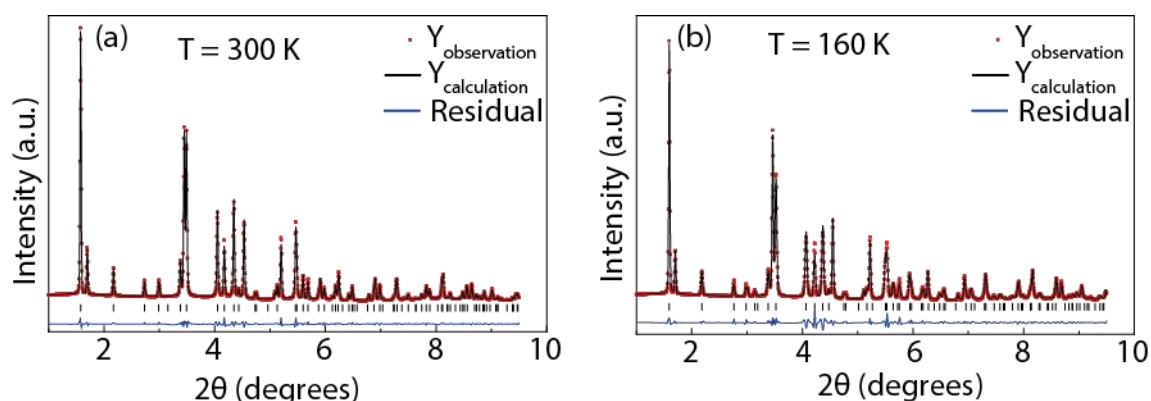 (a)
T = 300 K
Y observation
Y calculation
Residual
Intensity (a.u.)
2 4 6 8 10
2θ (degrees)
(b)
T = 160 K
Y observation
Y calculation
Residual
Intensity (a.u.)
2 4 6 8 10
2θ (degrees)